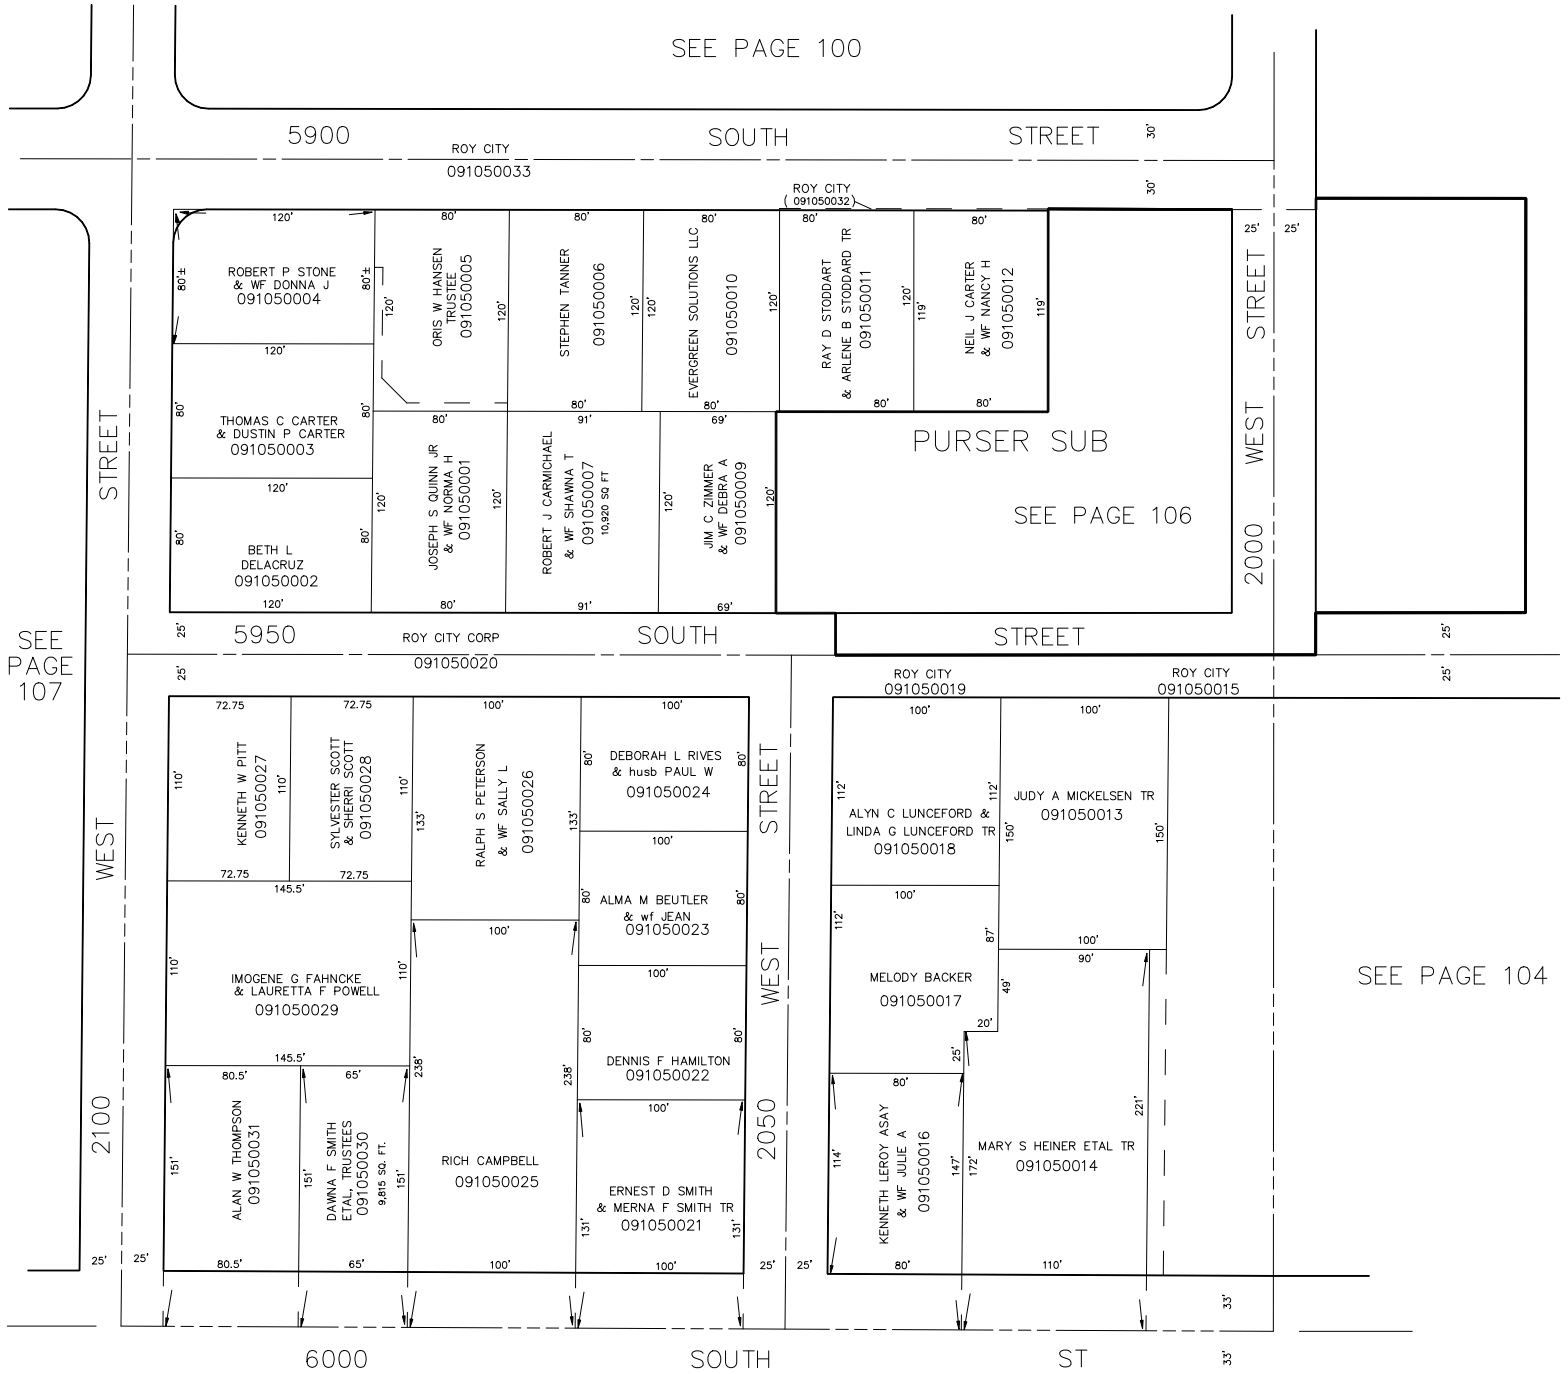 SEE PAGE 100
5900 SOUTH STREET
30'
ROY CITY
091050033
30'
ROY CITY
( 091050032)
120'
80'
80'
80'
80'
80'
25' 25'
ROBERT P STONE
& WF DONNA J
091050004
80'±
80'±
120'
ORIS W HANSEN
TRUSTEE
091050005
120'
120'
STEPHEN TANNER
091050006
120'
80'
EVERGREEN SOLUTIONS LLC
091050010
120'
120'
80'
RAY D STODDART
& ARLENE B STODDARD TR
091050011
120'
80'
NEIL J CARTER
& WF NANCY H
091050012
119'
119'
80'
THOMAS C CARTER
& DUSTIN P CARTER
091050003
80'
80'
120'
BETH L
DELACRUZ
091050002
80'
80'
120'
80'
JOSEPH S QUINN JR
& WF NORMA H
091050001
120'
120'
80'
91'
ROBERT J CARMICHAEL
& WF SHAWNA T
091050007
10,920 SQ FT
91'
69'
JIM C ZIMMER
& WF DEBRA A
091050009
120'
120'
69'
PURSER SUB
SEE PAGE 106
2000 WEST STREET
2100 WEST STREET
SEE
PAGE
107
25'
5950 SOUTH STREET
ROY CITY CORP
091050020
25'
25'
25'
ROY CITY
091050019
ROY CITY
091050015
72.75
72.75
100'
100'
100'
100'
KENNETH W PITT
091050027
110'
110'
72.75
SYLVESTER SCOTT
& SHERRI SCOTT
091050028
110'
72.75
RALPH S PETERSON
& WF SALLY L
091050026
133'
133'
100'
DEBORAH L RIVES
& husb PAUL W
091050024
80'
80'
100'
ALMA M BEUTLER
& wf JEAN
091050023
80'
80'
100'
DENNIS F HAMILTON
091050022
80'
80'
100'
ERNEST D SMITH
& MERNA F SMITH TR
091050021
131'
131'
100'
145.5'
IMOGENE G FAHNCKE
& LAURETTA F POWELL
091050029
110'
110'
145.5'
80.5'
65'
ALAN W THOMPSON
091050031
151'
151'
80.5'
DAWNA F SMITH
ETAL, TRUSTEES
091050030
9,815 SQ. FT.
151'
65'
RICH CAMPBELL
091050025
238'
238'
100'
2050 WEST STREET
ALYN C LUNCEFORD &
LINDA G LUNCEFORD TR
091050018
112'
112'
100'
JUDY A MICKELSEN TR
091050013
150'
150'
100'
MELODY BACKER
091050017
112'
87'
49'
20'
25'
80'
90'
KENNETH LEROY ASAY
& WF JULIE A
091050016
114'
147'
80'
MARY S HEINER ETAL TR
091050014
172'
221'
110'
SEE PAGE 104
25' 25'
25' 25'
33'
33'
6000 SOUTH ST